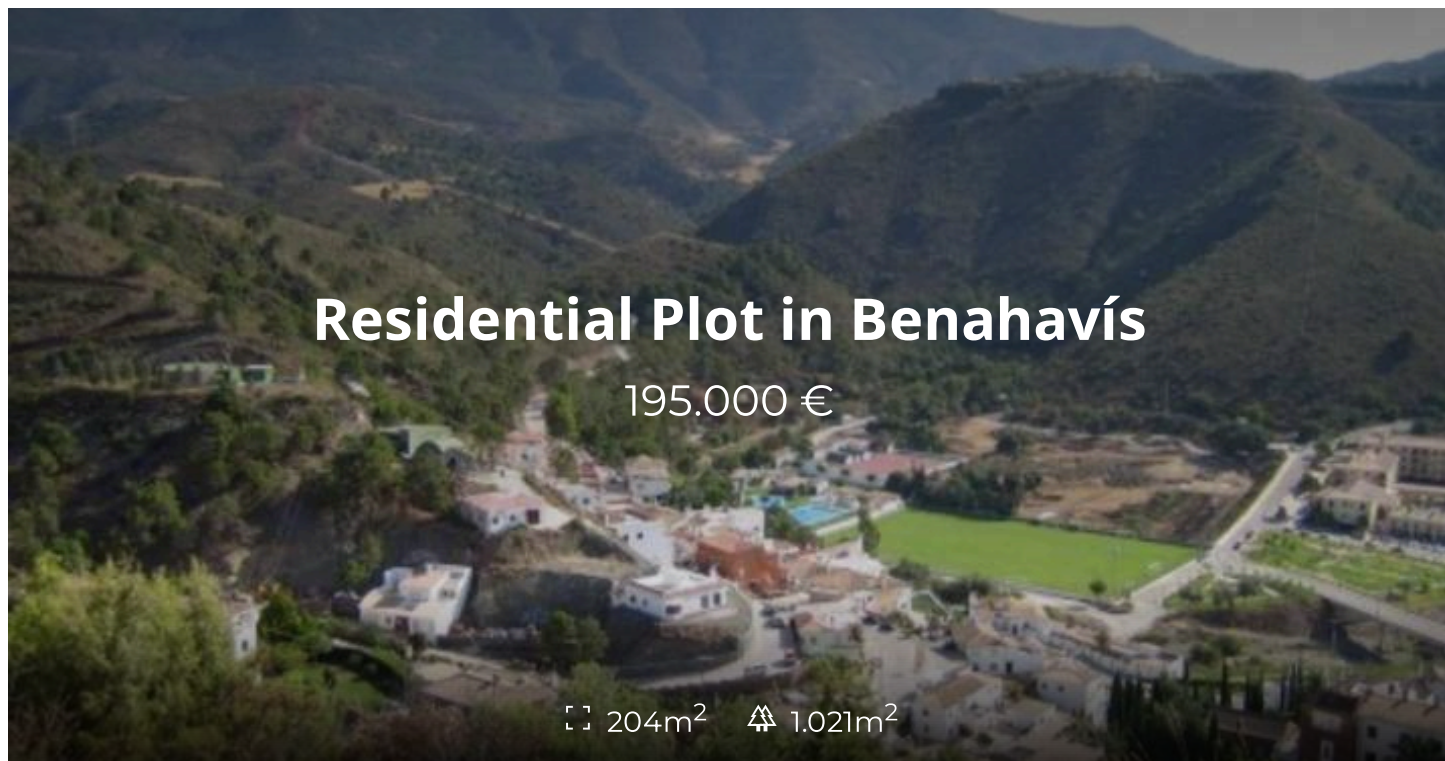 Residential Plot in Benahavís
195.000 €
204m² 1.021m²